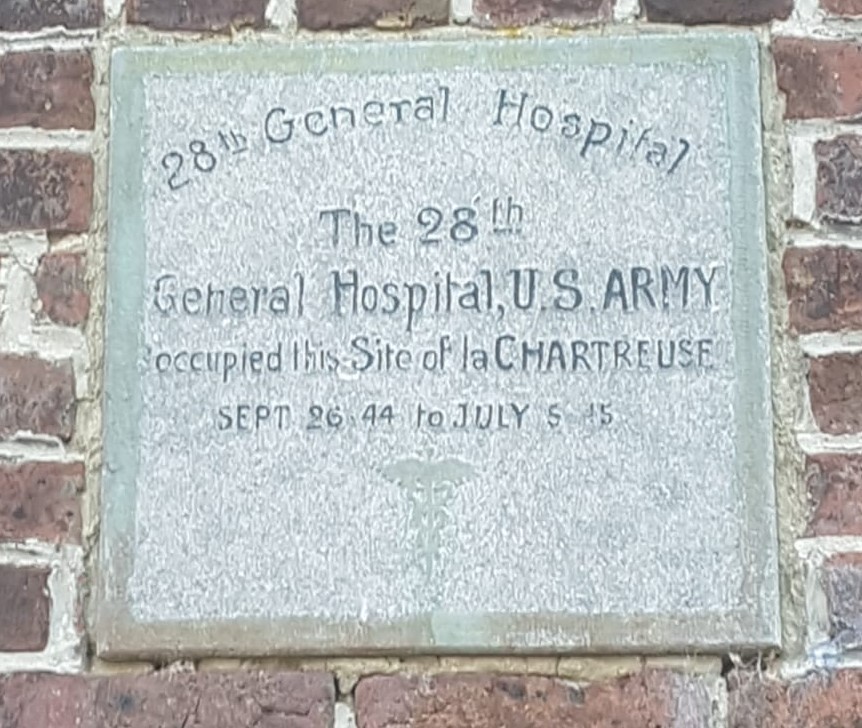 28th General Hospital
The 28th
General Hospital, U.S. ARMY
occupied this Site of la CHARTREUSE
SEPT 26.44 to JULY 5 45